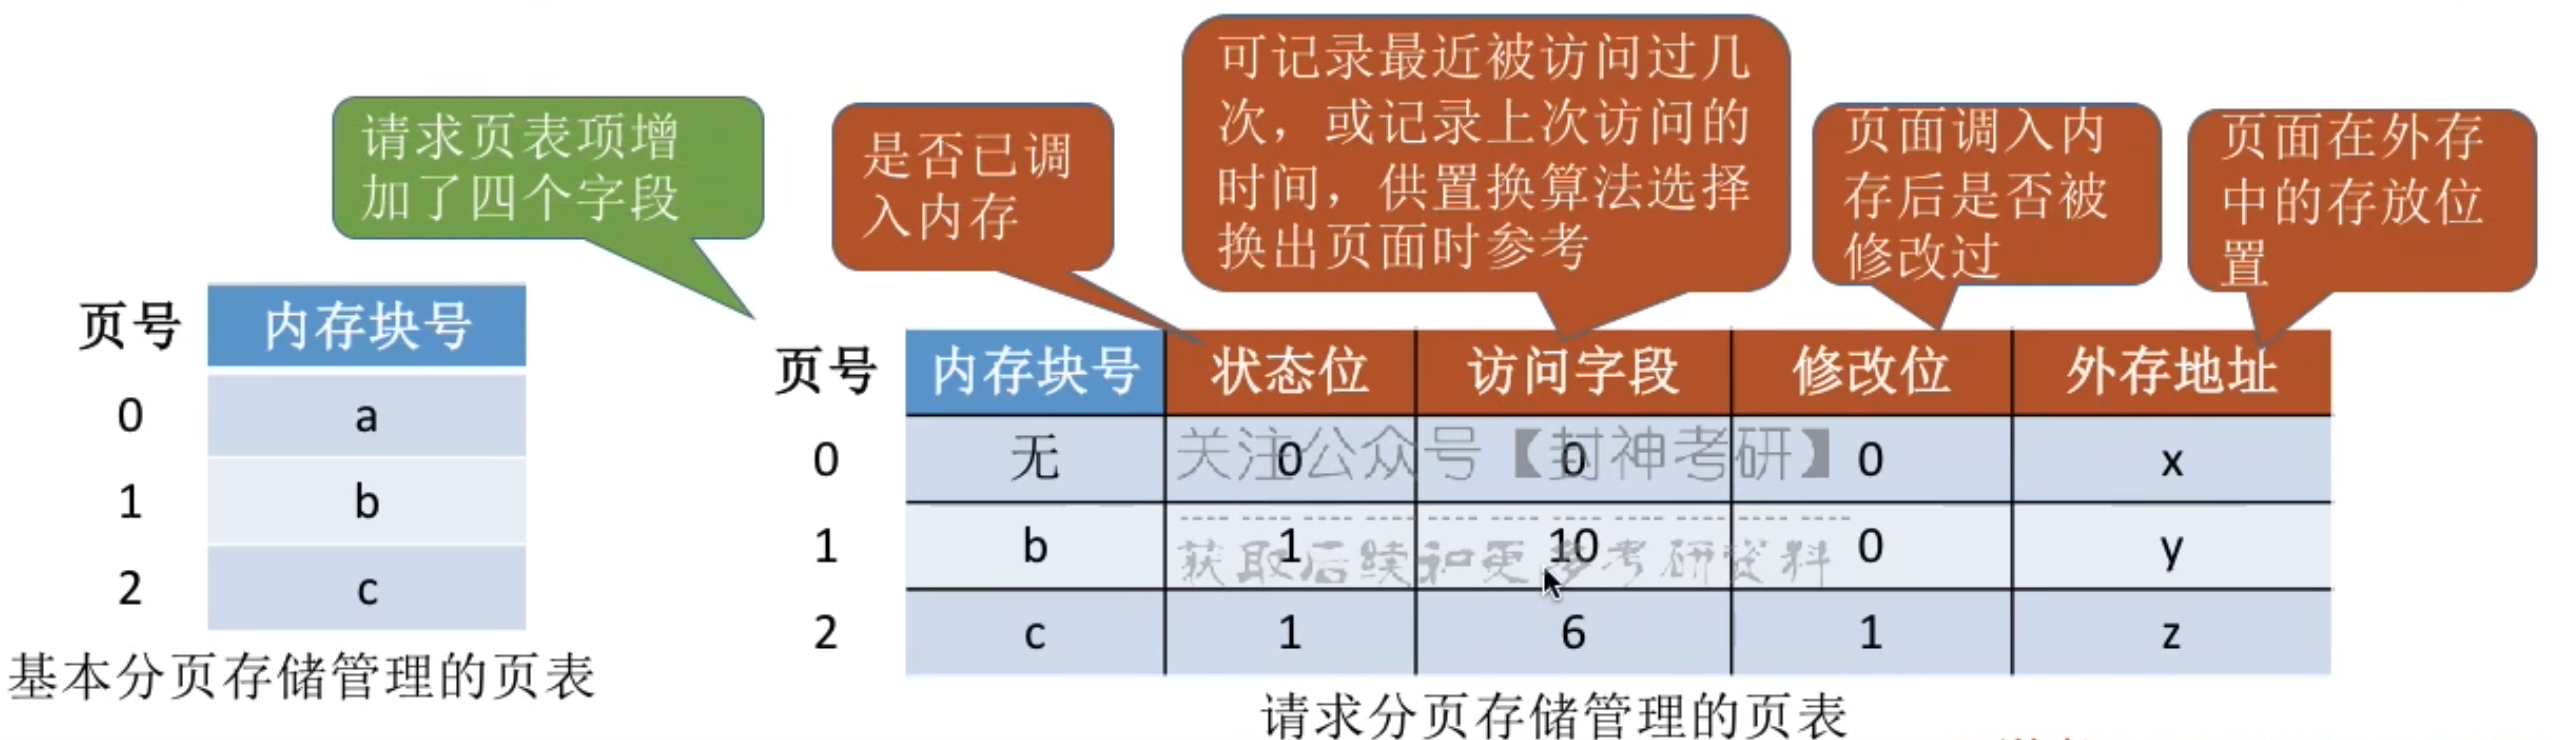 请求页表项增
加了四个字段
是否已调
入内存
可记录最近被访问过几
次，或记录上次访问的
时间，供置换算法选择
换出页面时参考
页面调入内
存后是否被
修改过
页面在外存
中的存放位
置
页号 内存块号
0 a
1 b
2 c
基本分页存储管理的页表
页号 内存块号 状态位 访问字段 修改位 外存地址
0 无 0 0 0 x
关注公众号【封神考研】
1 b 1 10 0 y
获取后续和更多考研资料
2 c 1 6 1 z
请求分页存储管理的页表